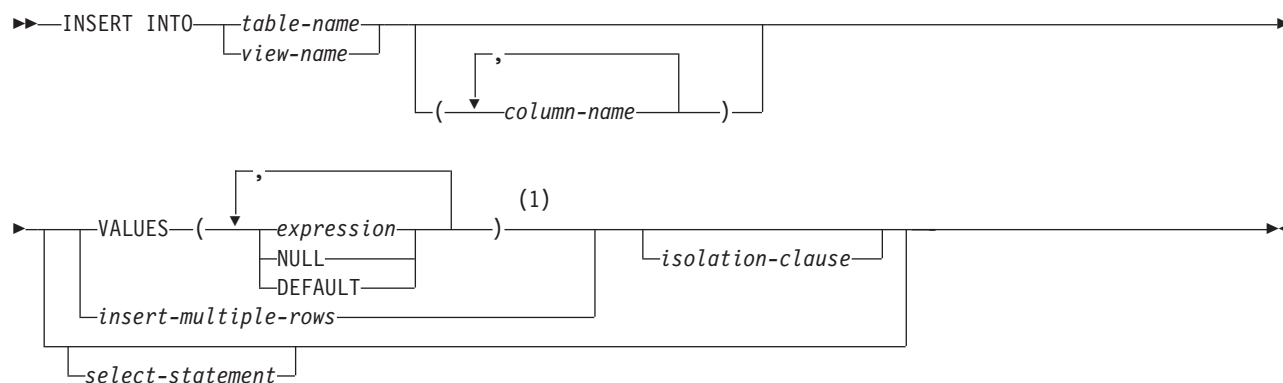 INSERT INTO table-name
view-name
,
( column-name )
,
(1)
VALUES ( expression )
NULL
DEFAULT
isolation-clause
insert-multiple-rows
select-statement